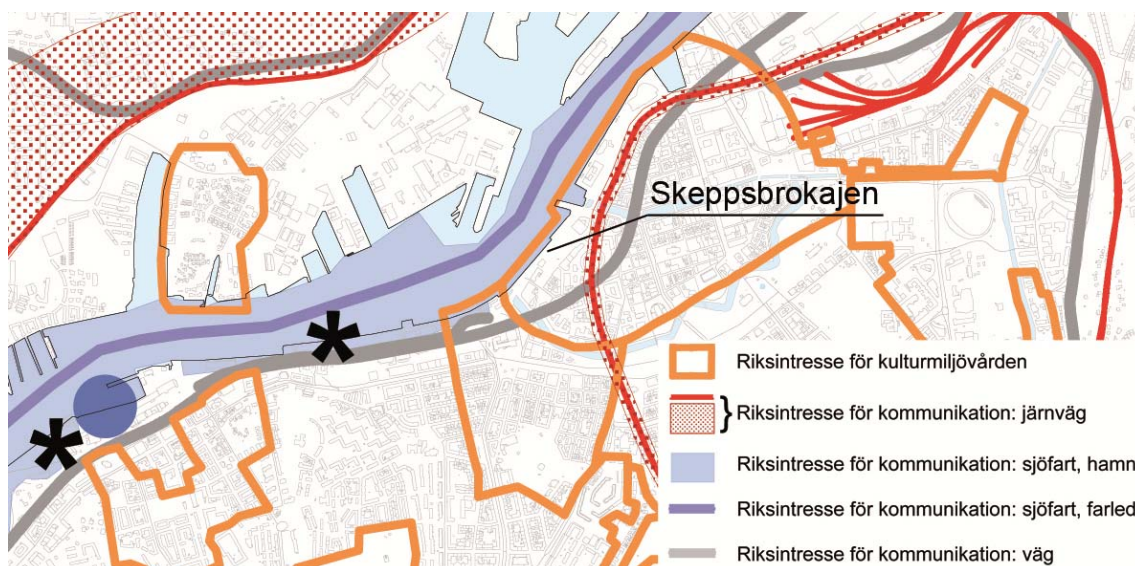 Skeppsbrokajen
Riksintresse för kulturmiljövården
Riksintresse för kommunikation: järnväg
Riksintresse för kommunikation: sjöfart, hamn
Riksintresse för kommunikation: sjöfart, farled
Riksintresse för kommunikation: väg